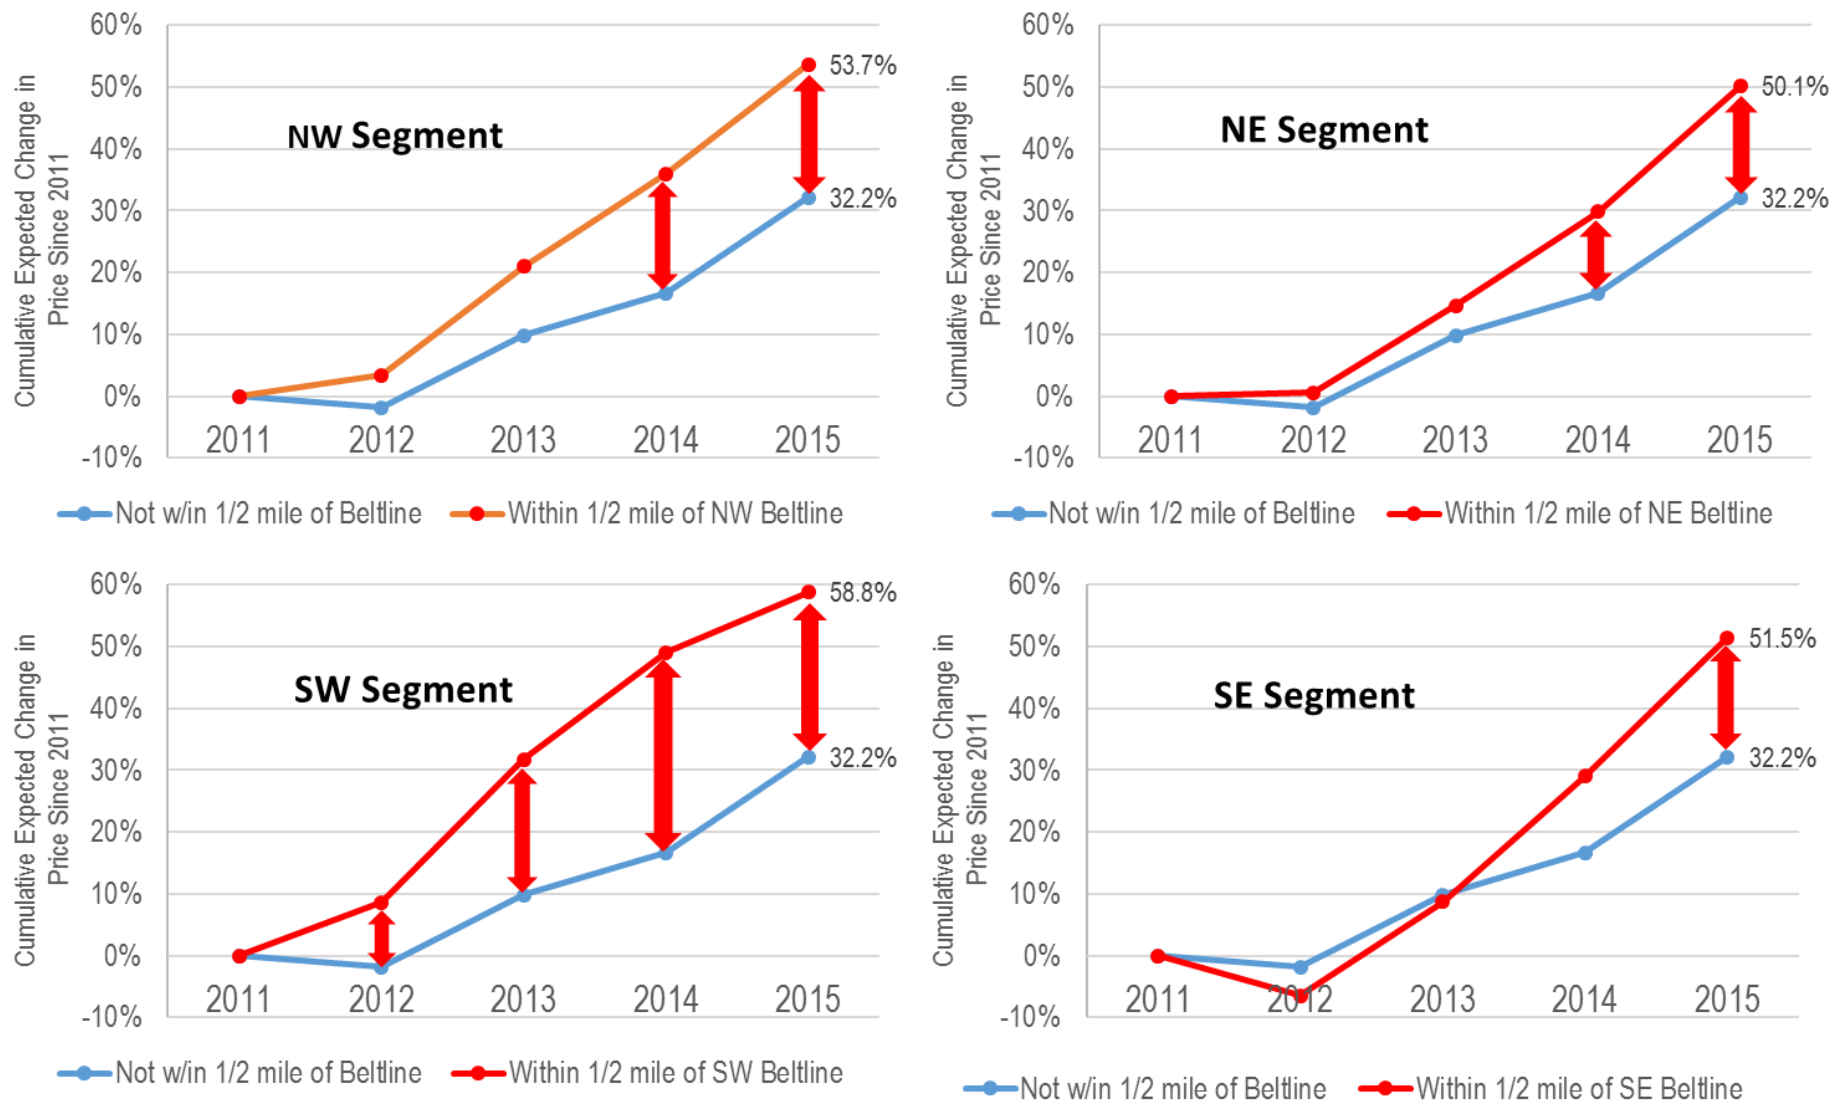 60%
50%
40%
30%
20%
10%
0%
-10%
Cumulative Expected Change in
Price Since 2011
NW Segment
53.7%
32.2%
2011 2012 2013 2014 2015
Not w/in 1/2 mile of Beltline Within 1/2 mile of NW Beltline
60%
50%
40%
30%
20%
10%
0%
-10%
Cumulative Expected Change in
Price Since 2011
NE Segment
50.1%
32.2%
2011 2012 2013 2014 2015
Not w/in 1/2 mile of Beltline Within 1/2 mile of NE Beltline
60%
50%
40%
30%
20%
10%
0%
-10%
Cumulative Expected Change in
Price Since 2011
SW Segment
58.8%
32.2%
2011 2012 2013 2014 2015
Not w/in 1/2 mile of Beltline Within 1/2 mile of SW Beltline
60%
50%
40%
30%
20%
10%
0%
-10%
Cumulative Expected Change in
Price Since 2011
SE Segment
51.5%
32.2%
2011 2012 2013 2014 2015
Not w/in 1/2 mile of Beltline Within 1/2 mile of SE Beltline